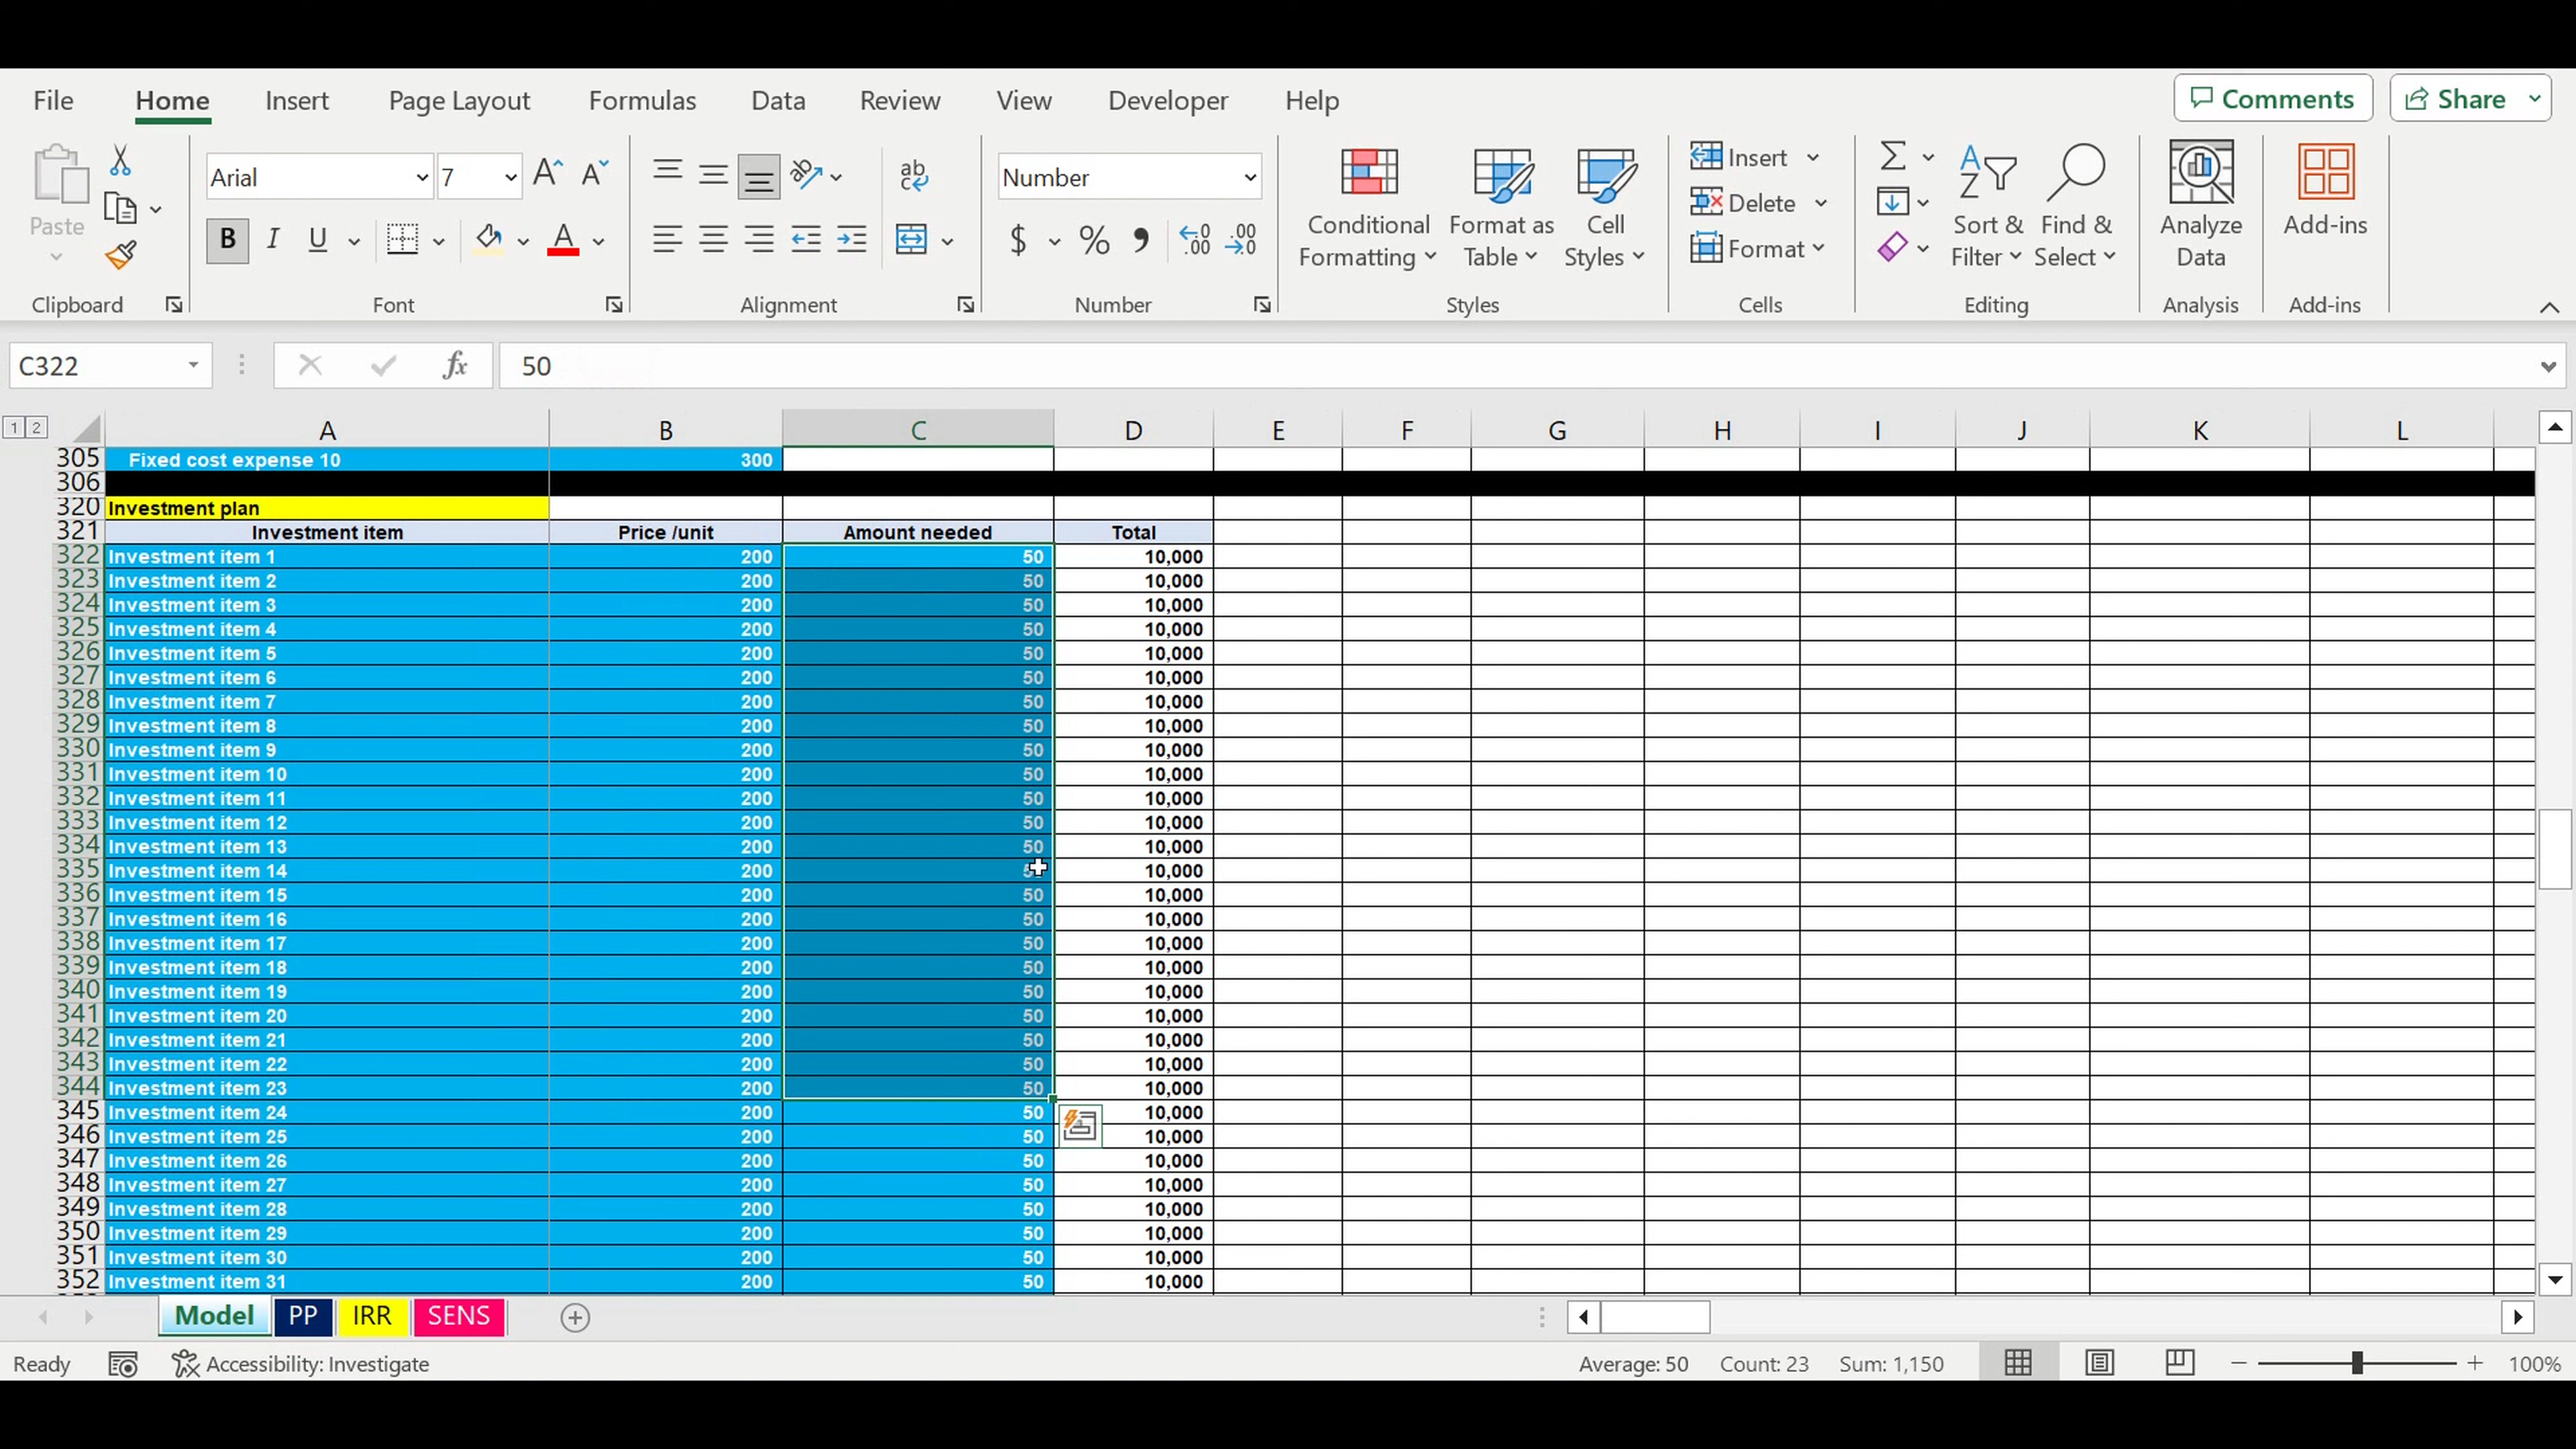 File Home Insert Page Layout Formulas Data Review View Developer Help Comments Share
Arial 7 ab c Number Insert
Paste $ % , Conditional Formatting Format as Table Cell Styles Delete Sort & Filter Find & Select Analyze Data Add-ins
B I U A Format
Clipboard Font Alignment Number Styles Cells Editing Analysis Add-ins
C322 fx 50
1 2 A B C D E F G H I J K L
305 Fixed cost expense 10 300
306
320 Investment plan
321 Investment item Price /unit Amount needed Total
322 Investment item 1 200 50 10,000
323 Investment item 2 200 50 10,000
324 Investment item 3 200 50 10,000
325 Investment item 4 200 50 10,000
326 Investment item 5 200 50 10,000
327 Investment item 6 200 50 10,000
328 Investment item 7 200 50 10,000
329 Investment item 8 200 50 10,000
330 Investment item 9 200 50 10,000
331 Investment item 10 200 50 10,000
332 Investment item 11 200 50 10,000
333 Investment item 12 200 50 10,000
334 Investment item 13 200 50 10,000
335 Investment item 14 200 10,000
336 Investment item 15 200 50 10,000
337 Investment item 16 200 50 10,000
338 Investment item 17 200 50 10,000
339 Investment item 18 200 50 10,000
340 Investment item 19 200 50 10,000
341 Investment item 20 200 50 10,000
342 Investment item 21 200 50 10,000
343 Investment item 22 200 50 10,000
344 Investment item 23 200 50 10,000
345 Investment item 24 200 50 10,000
346 Investment item 25 200 50 10,000
347 Investment item 26 200 50 10,000
348 Investment item 27 200 50 10,000
349 Investment item 28 200 50 10,000
350 Investment item 29 200 50 10,000
351 Investment item 30 200 50 10,000
352 Investment item 31 200 50 10,000
Model PP IRR SENS
Ready Accessibility: Investigate Average: 50 Count: 23 Sum: 1,150 100%